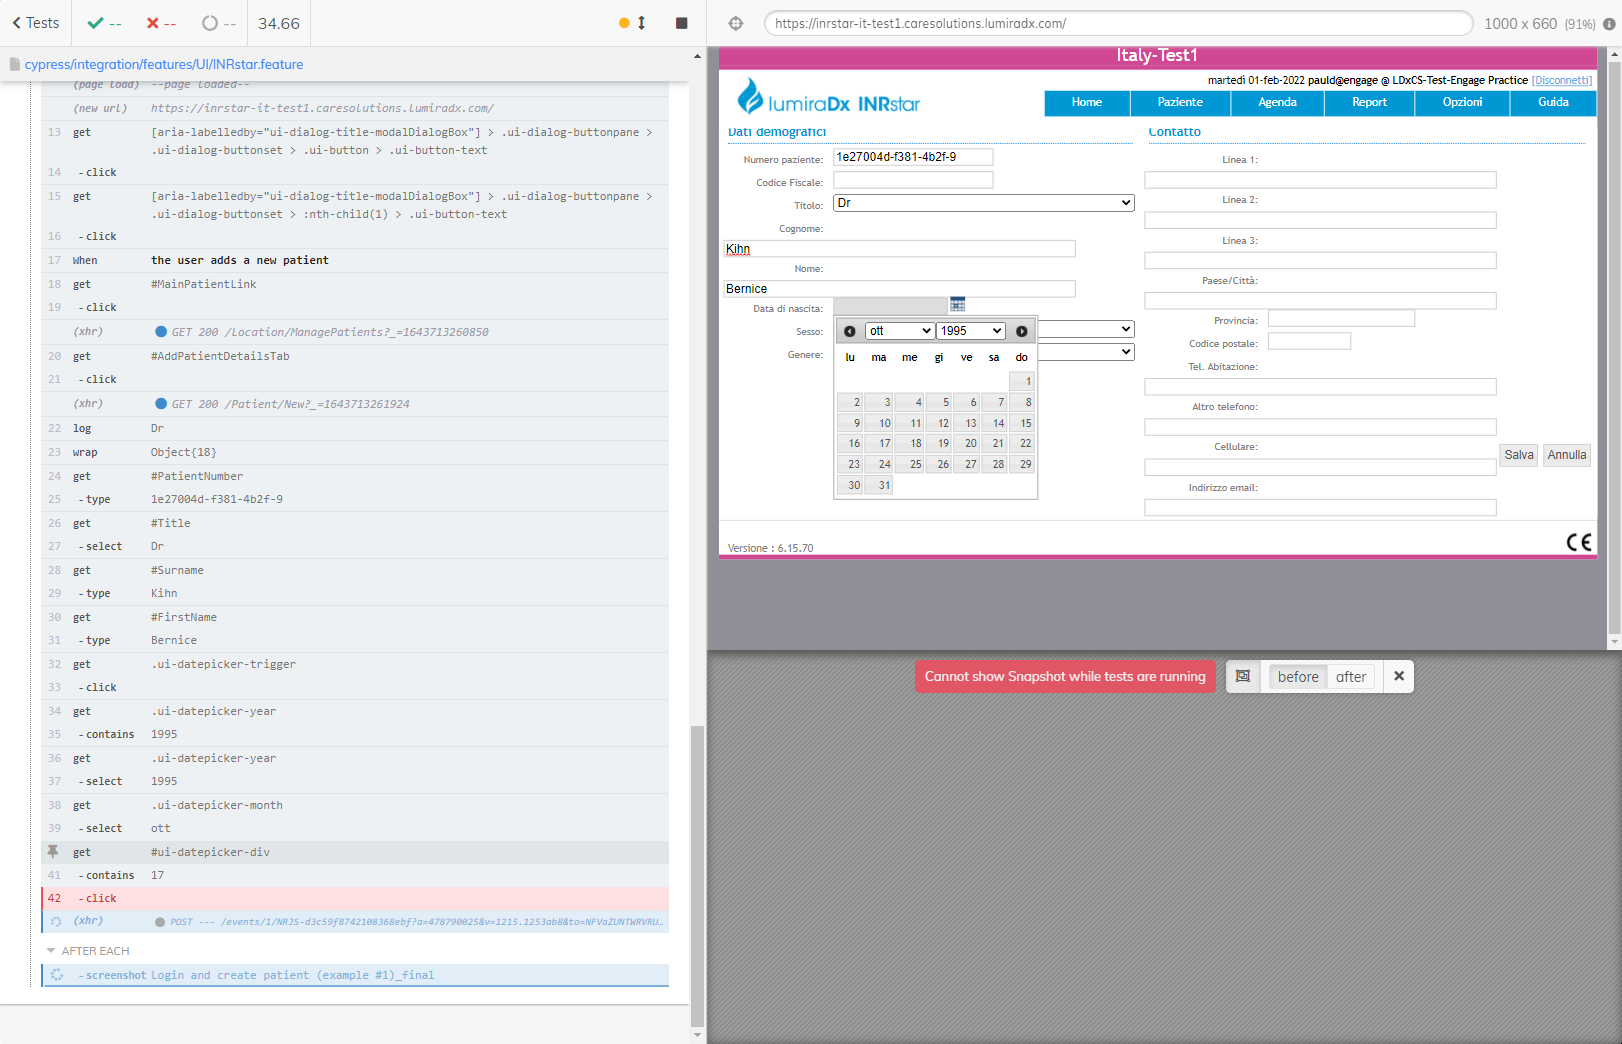 Tests
--
--
--
34.66
cypress/integration/features/UI/INRstar.feature
(page load) --page loaded--
(new url) https://inrstar-it-test1.caresolutions.lumiradx.com/
13 get [aria-labelledby="ui-dialog-title-modalDialogBox"] > .ui-dialog-buttonpane >
.ui-dialog-buttonset > .ui-button > .ui-button-text
14 -click
15 get [aria-labelledby="ui-dialog-title-modalDialogBox"] > .ui-dialog-buttonpane >
.ui-dialog-buttonset > :nth-child(1) > .ui-button-text
16 -click
17 When the user adds a new patient
18 get #MainPatientLink
19 -click
(xhr) GET 200 /Location/ManagePatients?_=1643713260850
20 get #AddPatientDetailsTab
21 -click
(xhr) GET 200 /Patient/New?_=1643713261924
22 log Dr
23 wrap Object{18}
24 get #PatientNumber
25 -type 1e27004d-f381-4b2f-9
26 get #Title
27 -select Dr
28 get #Surname
29 -type Kihn
30 get #FirstName
31 -type Bernice
32 get .ui-datepicker-trigger
33 -click
34 get .ui-datepicker-year
35 -contains 1995
36 get .ui-datepicker-year
37 -select 1995
38 get .ui-datepicker-month
39 -select ott
get #ui-datepicker-div
41 -contains 17
42 -click
(xhr) POST --- /events/1/NRJS-d3c59f8742108368ebf?a=478790025&v=1215.1253ab8&to=NFVaZUNTWRVRU…
AFTER EACH
-screenshot Login and create patient (example #1)_final
https://inrstar-it-test1.caresolutions.lumiradx.com/
1000 x 660 (91%)
Italy-Test1
martedì 01-feb-2022 pauld@engage @ LDxCS-Test-Engage Practice [Disconnetti]
lumiraDx INRstar
Home Paziente Agenda Report Opzioni Guida
Dati demografici
Numero paziente: 1e27004d-f381-4b2f-9
Codice Fiscale:
Titolo: Dr
Cognome:
Kihn
Nome:
Bernice
Data di nascita:
Sesso:
Genere:
ott 1995
lu ma me gi ve sa do
1
2 3 4 5 6 7 8
9 10 11 12 13 14 15
16 17 18 19 20 21 22
23 24 25 26 27 28 29
30 31
Contatto
Linea 1:
Linea 2:
Linea 3:
Paese/Città:
Provincia:
Codice postale:
Tel. Abitazione:
Altro telefono:
Cellulare:
Indirizzo email:
Salva Annulla
Versione : 6.15.70
CE
Cannot show Snapshot while tests are running
before after